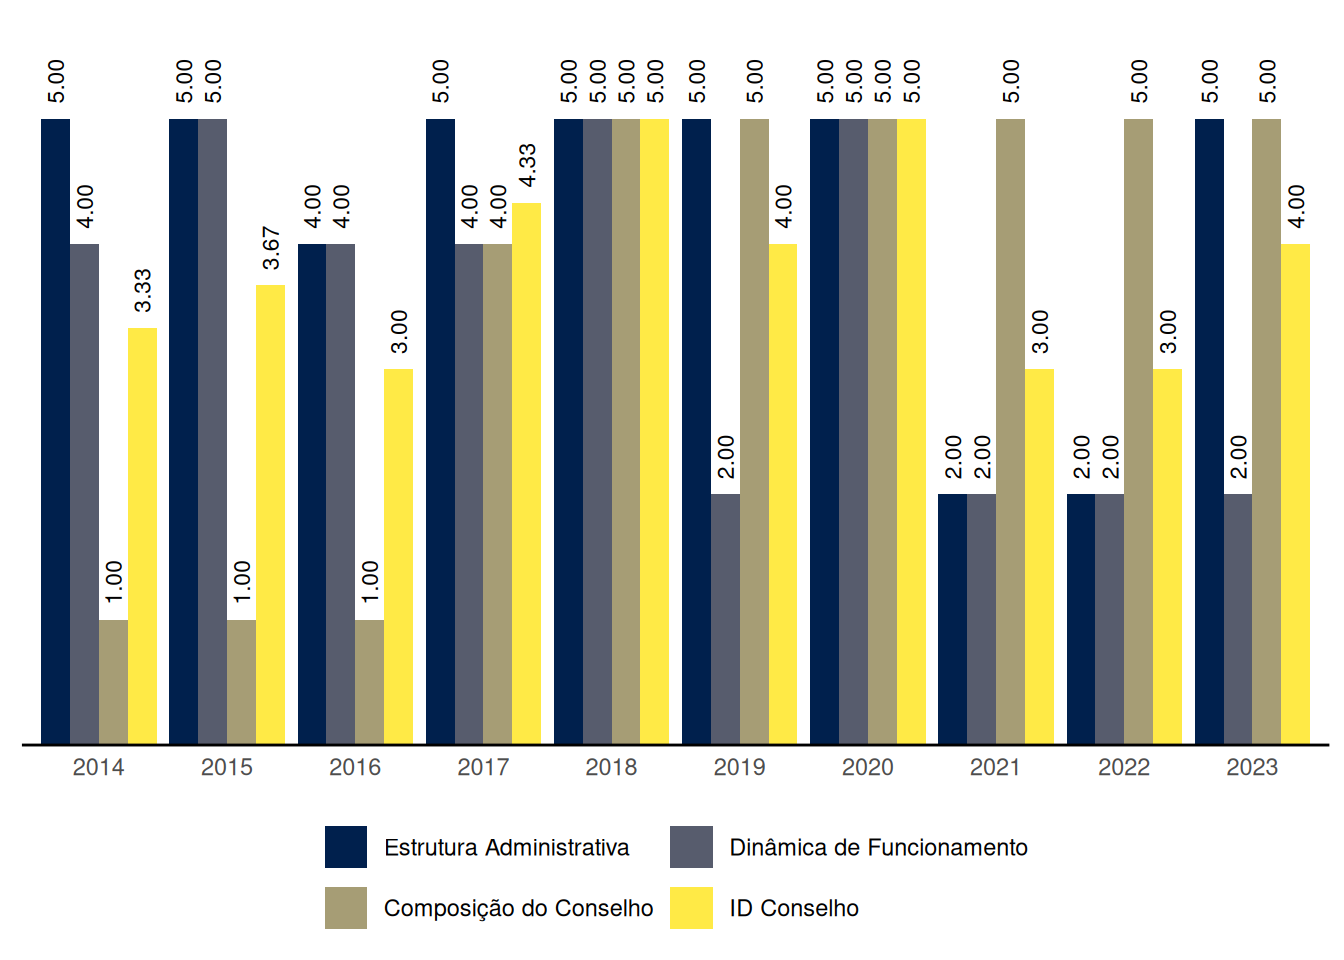 5.00 4.00 1.00 3.33 5.00 5.00 1.00 3.67 4.00 4.00 1.00 3.00 5.00 4.00 4.00 4.33 5.00 5.00 5.00 5.00 5.00 2.00 5.00 4.00 5.00 5.00 5.00 5.00 2.00 2.00 5.00 3.00 2.00 2.00 5.00 3.00 5.00 2.00 5.00 4.00
2014 2015 2016 2017 2018 2019 2020 2021 2022 2023
Estrutura Administrativa Dinâmica de Funcionamento
Composição do Conselho ID Conselho